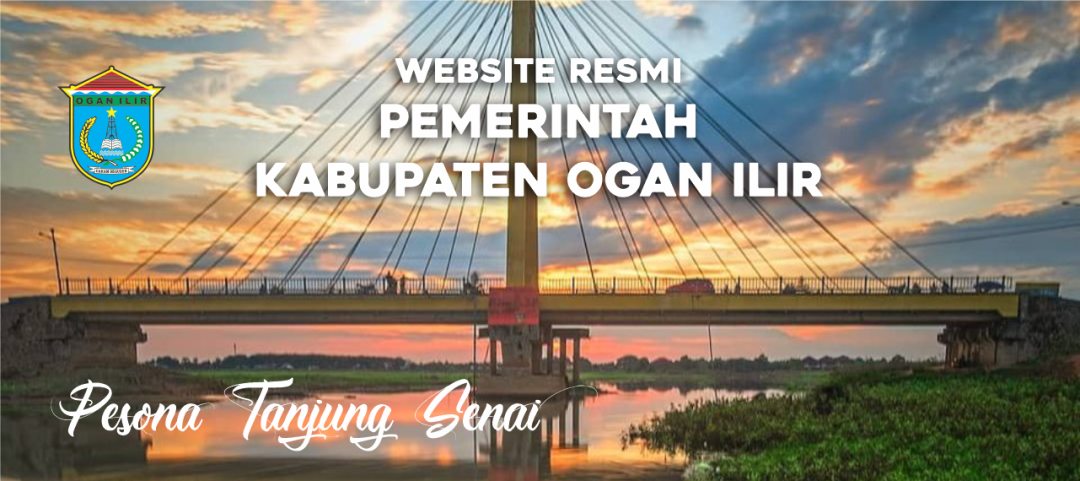 WEBSITE RESMI
PEMERINTAH
KABUPATEN OGAN ILIR
OGAN ILIR
Pesona Tanjung Senai